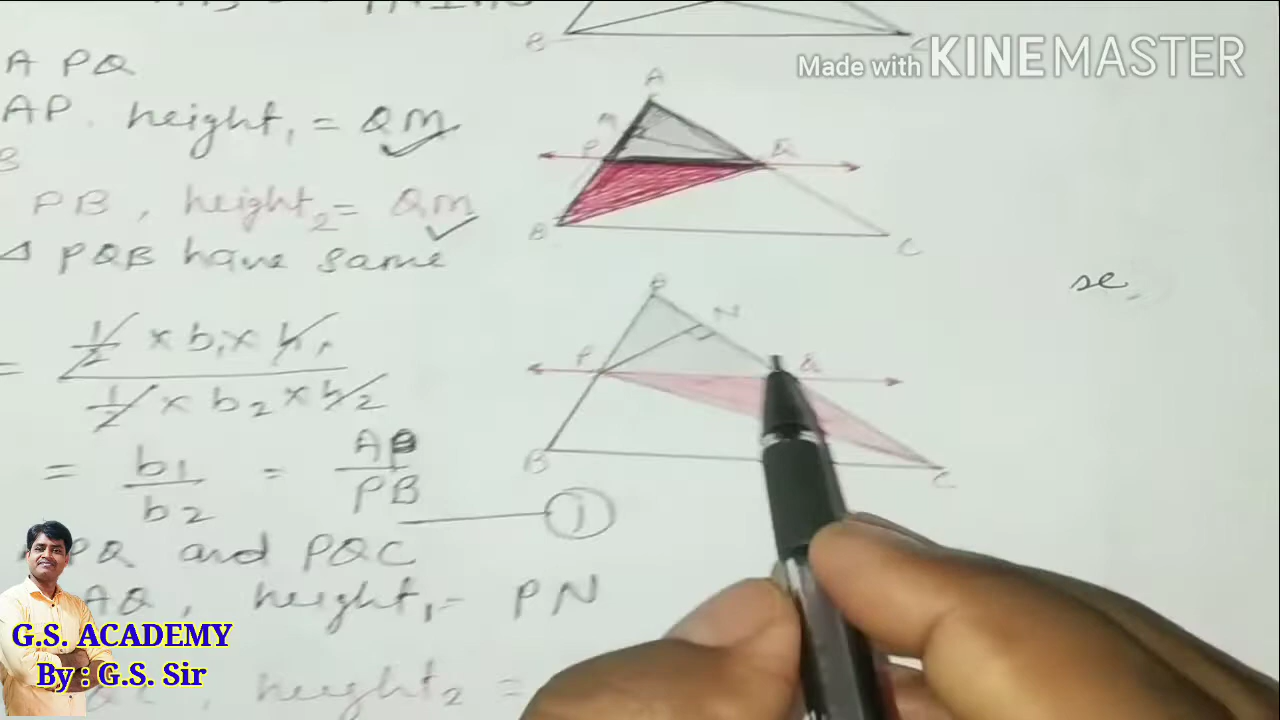 Made with KINEMASTER
B C
A PQ
AP. height₁ = QM
B
PB, height₂ = QM
Δ PQB have same
= 1/2 × b₁ × h₁
1/2 × b₂ × h₂
= b₁ / b₂ = AP / PB
1
PQ and PQC
AQ, height₁ = PN
height₂ =
A
M
P Q
B C
se
N
P Q
B C
G.S. ACADEMY
By : G.S. Sir